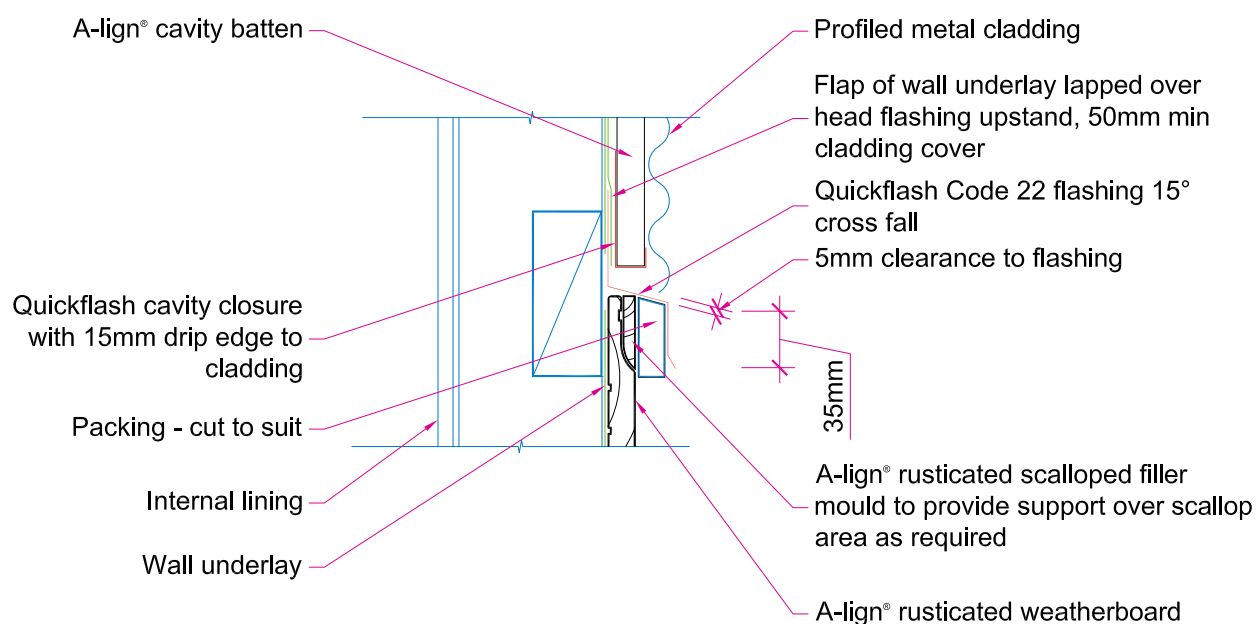 A-lign® cavity batten
Profiled metal cladding
Flap of wall underlay lapped over
head flashing upstand, 50mm min
cladding cover
Quickflash Code 22 flashing 15°
cross fall
5mm clearance to flashing
Quickflash cavity closure
with 15mm drip edge to
cladding
35mm
Packing - cut to suit
A-lign® rusticated scalloped filler
mould to provide support over scallop
area as required
Internal lining
Wall underlay
A-lign® rusticated weatherboard